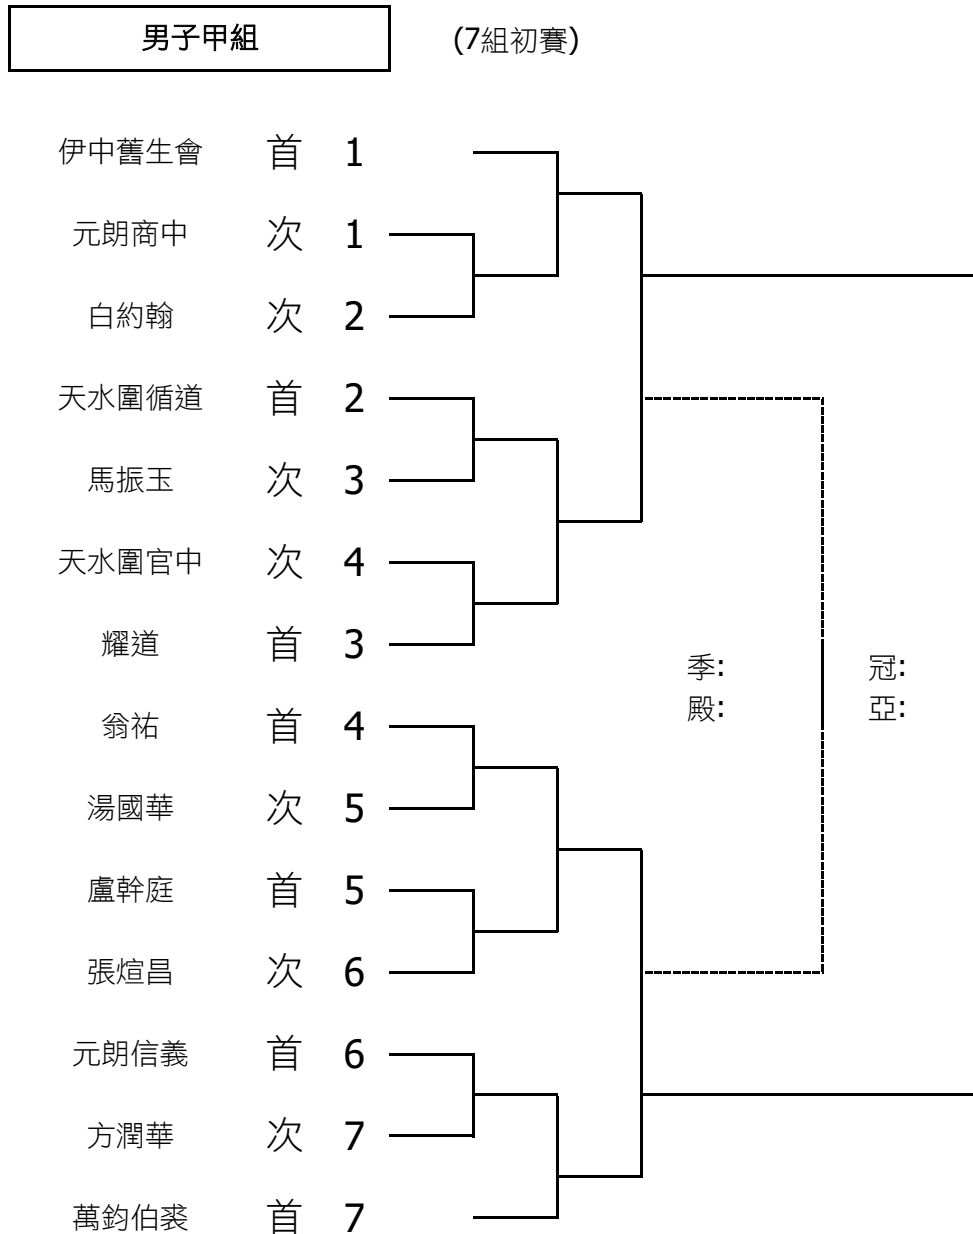 男子甲組 (7組初賽)
伊中舊生會 首 1
元朗商中 次 1
白約翰 次 2
天水圍循道 首 2
馬振玉 次 3
天水圍官中 次 4
耀道 首 3
季: 冠:
殿: 亞:
翁祐 首 4
湯國華 次 5
盧幹庭 首 5
張煊昌 次 6
元朗信義 首 6
方潤華 次 7
萬鈞伯裘 首 7